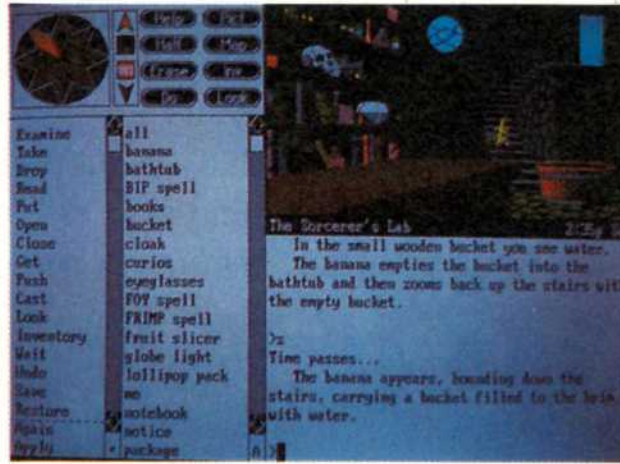 Help
Pict
Half
Map
Erase
Inv
Go
Look
Examine
Take
Drop
Read
Put
Open
Close
Get
Push
Cast
Look
Inventory
Wait
Undo
Save
Restore
Again
Apply
all
banana
bathtub
BIP spell
books
bucket
cloak
curios
eyeglasses
FOY spell
FRIMP spell
fruit slicer
globe light
lollipop pack
me
notebook
notice
package
The Sorcerer's Lab
In the small wooden bucket you see water.
The banana empties the bucket into the
bathtub and then zooms back up the stairs with
the empty bucket.
>z
Time passes...
The banana appears, bounding down the
stairs, carrying a bucket filled to the brim
with water.
>